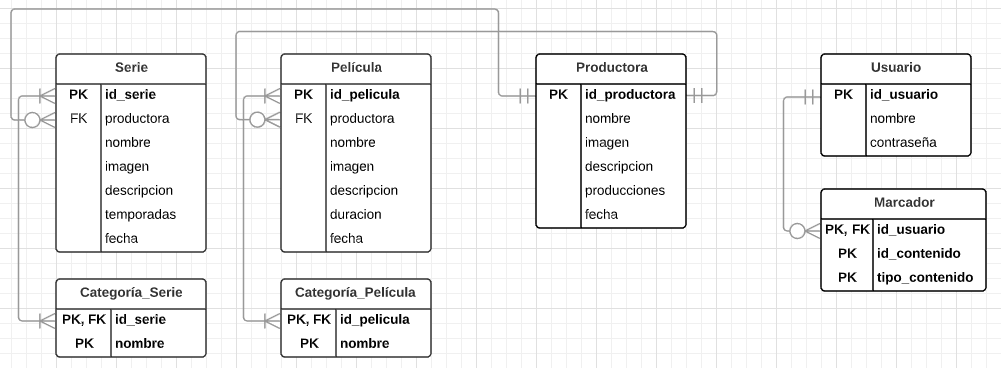 Serie
PK id_serie
FK productora
nombre
imagen
descripcion
temporadas
fecha
Película
PK id_pelicula
FK productora
nombre
imagen
descripcion
duracion
fecha
Productora
PK id_productora
nombre
imagen
descripcion
producciones
fecha
Usuario
PK id_usuario
nombre
contraseña
Marcador
PK, FK id_usuario
PK id_contenido
PK tipo_contenido
Categoría_Serie
PK, FK id_serie
PK nombre
Categoría_Película
PK, FK id_pelicula
PK nombre